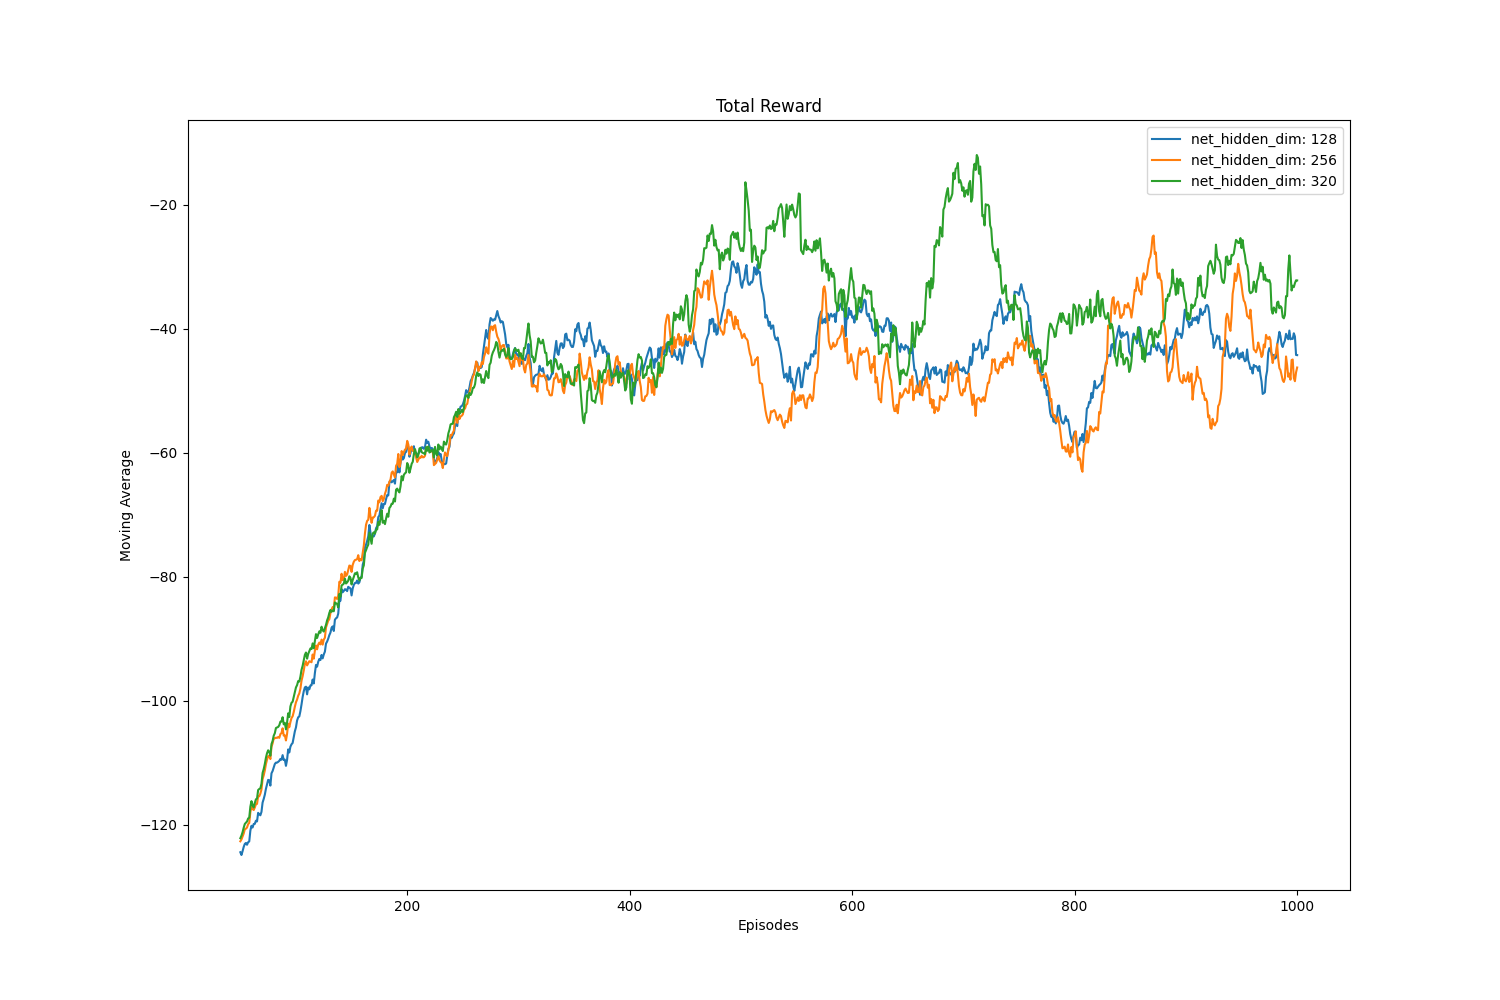 Total Reward
net_hidden_dim: 128
net_hidden_dim: 256
net_hidden_dim: 320
−20
−40
−60
−80
−100
−120
Moving Average
200
400
600
800
1000
Episodes